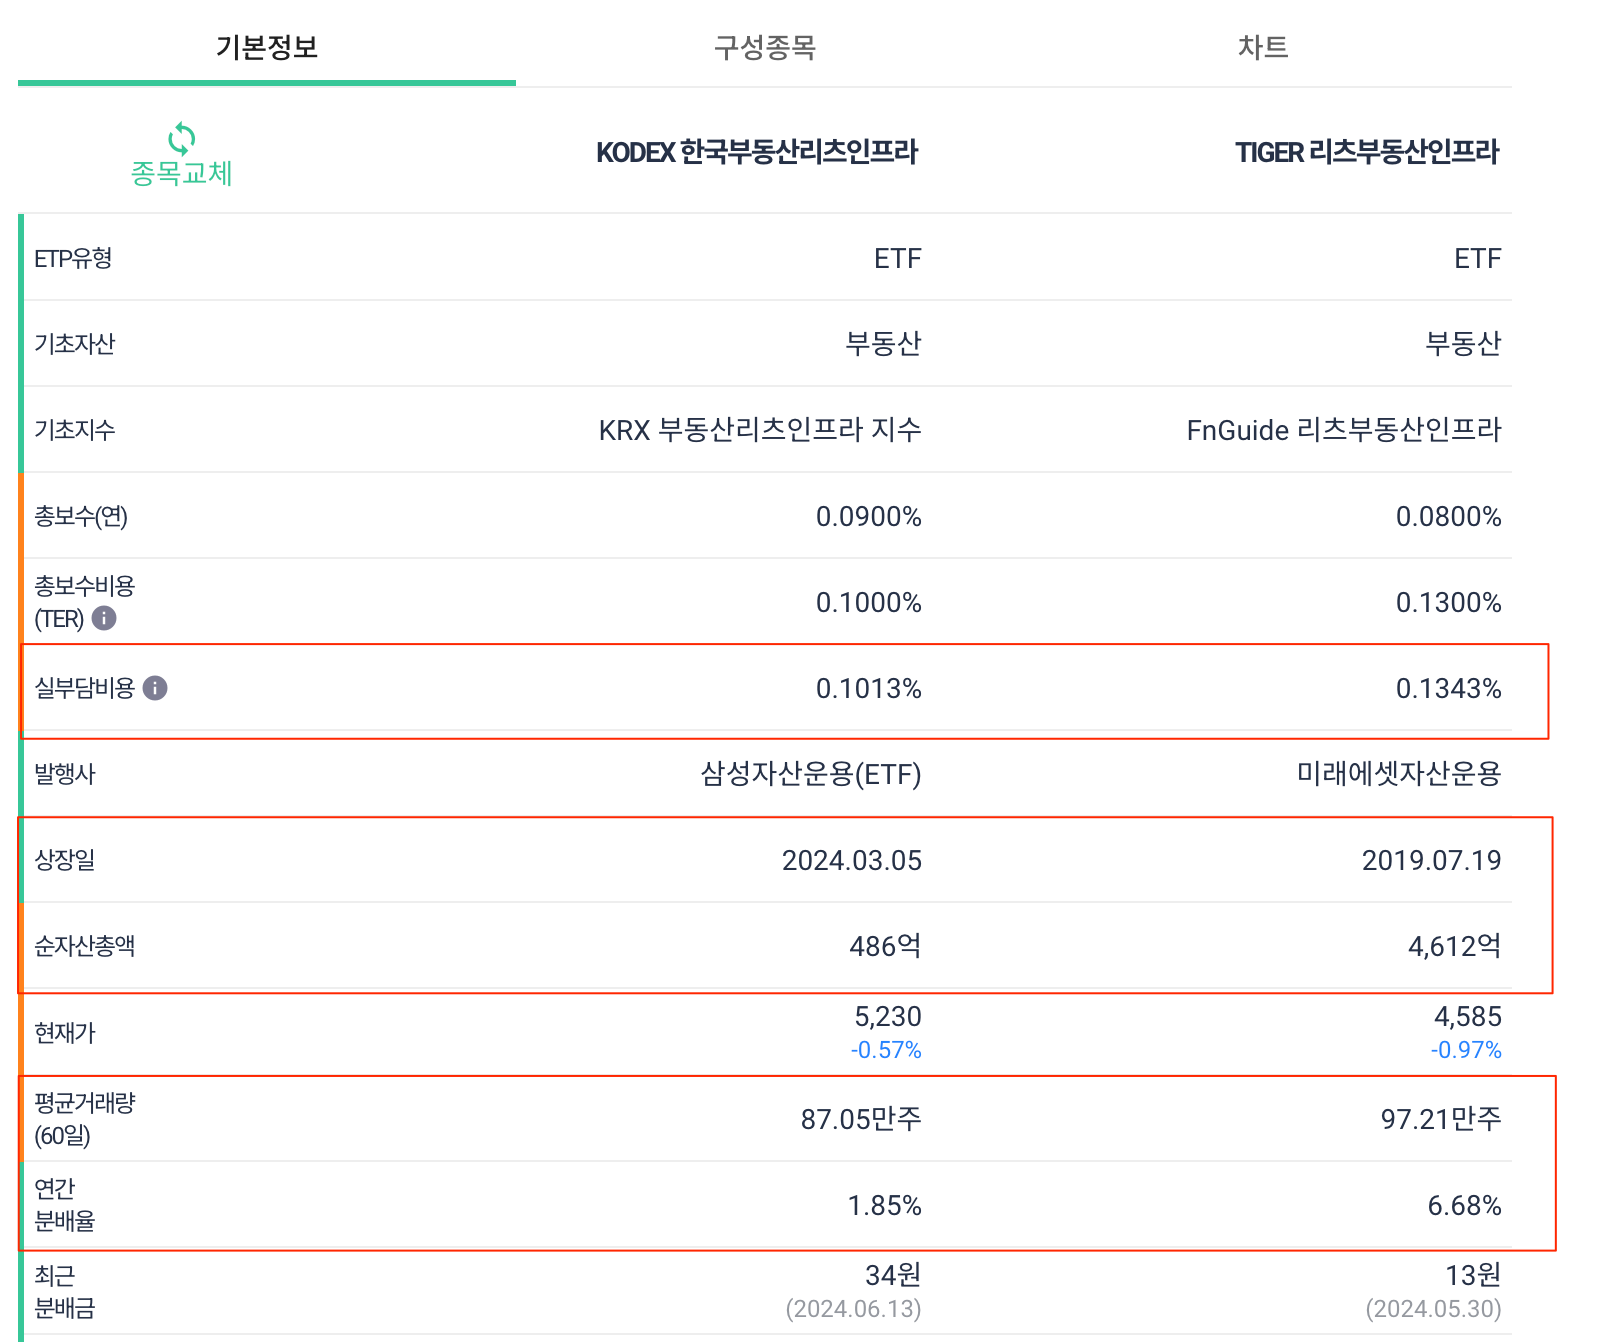 기본정보 구성종목 차트
종목교체 KODEX 한국부동산리츠인프라 TIGER 리츠부동산인프라
ETP유형 ETF ETF
기초자산 부동산 부동산
기초지수 KRX 부동산리츠인프라 지수 FnGuide 리츠부동산인프라
총보수(연) 0.0900% 0.0800%
총보수비용
(TER) 0.1000% 0.1300%
실부담비용 0.1013% 0.1343%
발행사 삼성자산운용(ETF) 미래에셋자산운용
상장일 2024.03.05 2019.07.19
순자산총액 486억 4,612억
현재가 5,230 4,585
-0.57% -0.97%
평균거래량
(60일) 87.05만주 97.21만주
연간
분배율 1.85% 6.68%
최근 34원 13원
분배금 (2024.06.13) (2024.05.30)